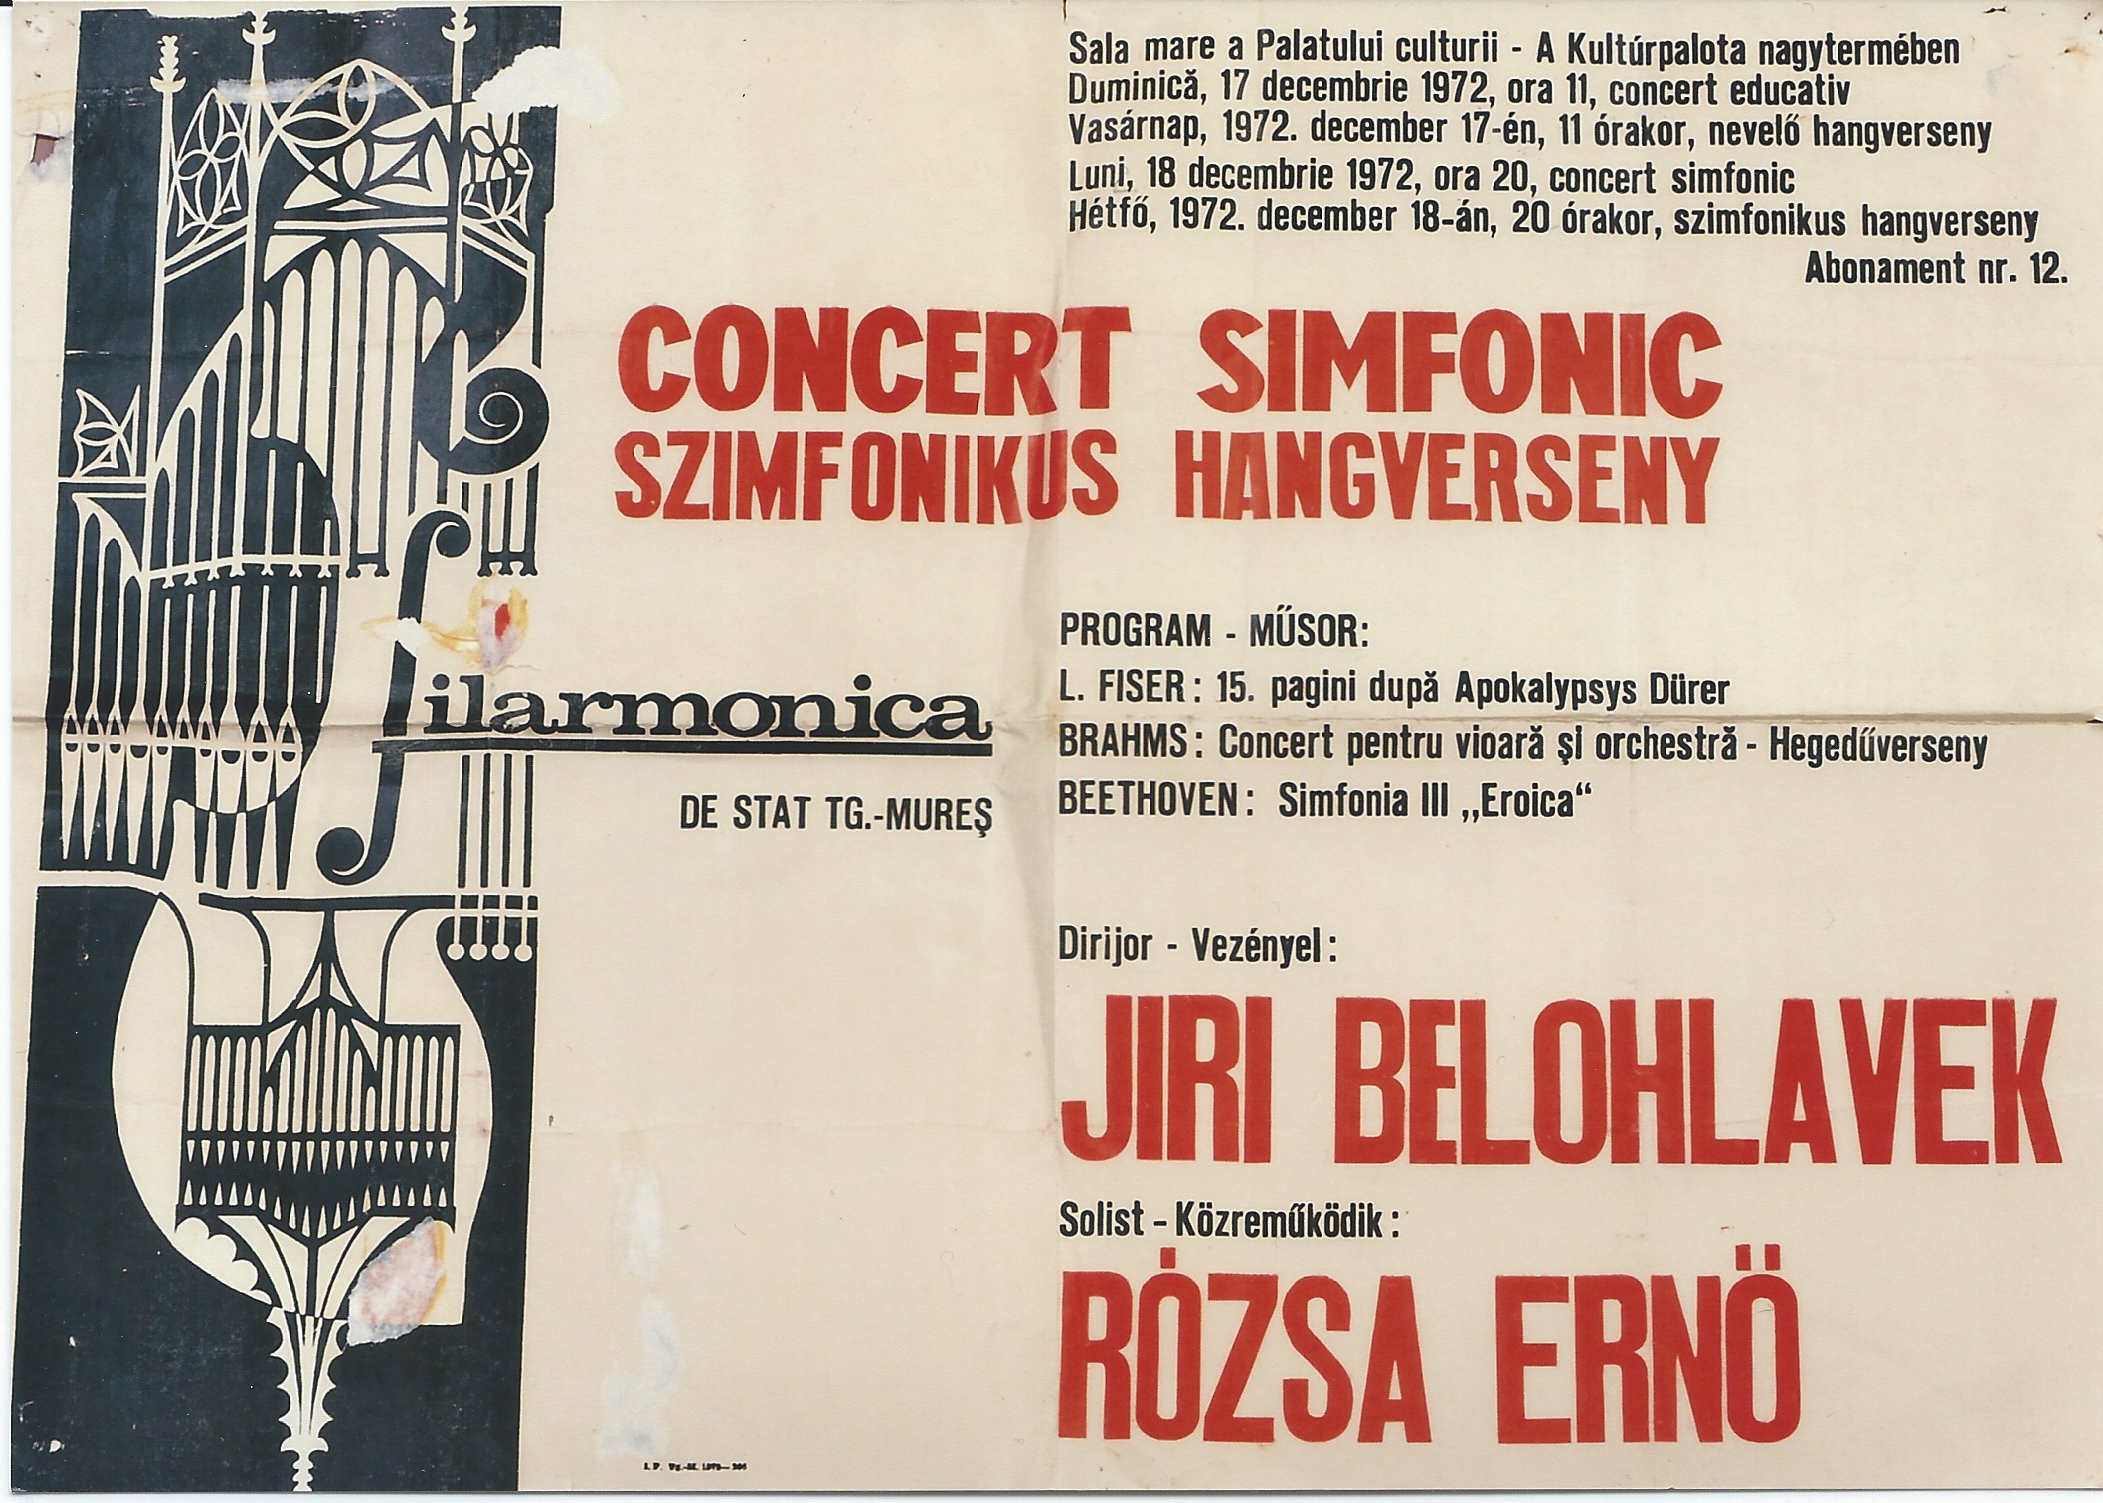 Sala mare a Palatului culturii - A Kultúrpalota nagytermében
Duminică, 17 decembrie 1972, ora 11, concert educativ
Vasárnap, 1972. december 17-én, 11 órakor, nevelő hangverseny
Luni, 18 decembrie 1972, ora 20, concert simfonic
Hétfő, 1972. december 18-án, 20 órakor, szimfonikus hangverseny
Abonament nr. 12.
CONCERT SIMFONIC
SZIMFONIKUS HANGVERSENY
filarmonica
DE STAT TG.-MUREŞ
PROGRAM - MŰSOR:
L. FISER: 15. pagini după Apokalypsys Dürer
BRAHMS: Concert pentru vioară şi orchestră - Hegedűverseny
BEETHOVEN: Simfonia III „Eroica“
Dirijor - Vezényel:
JIRI BELOHLAVEK
Solist - Közreműködik:
RÓZSA ERNÖ